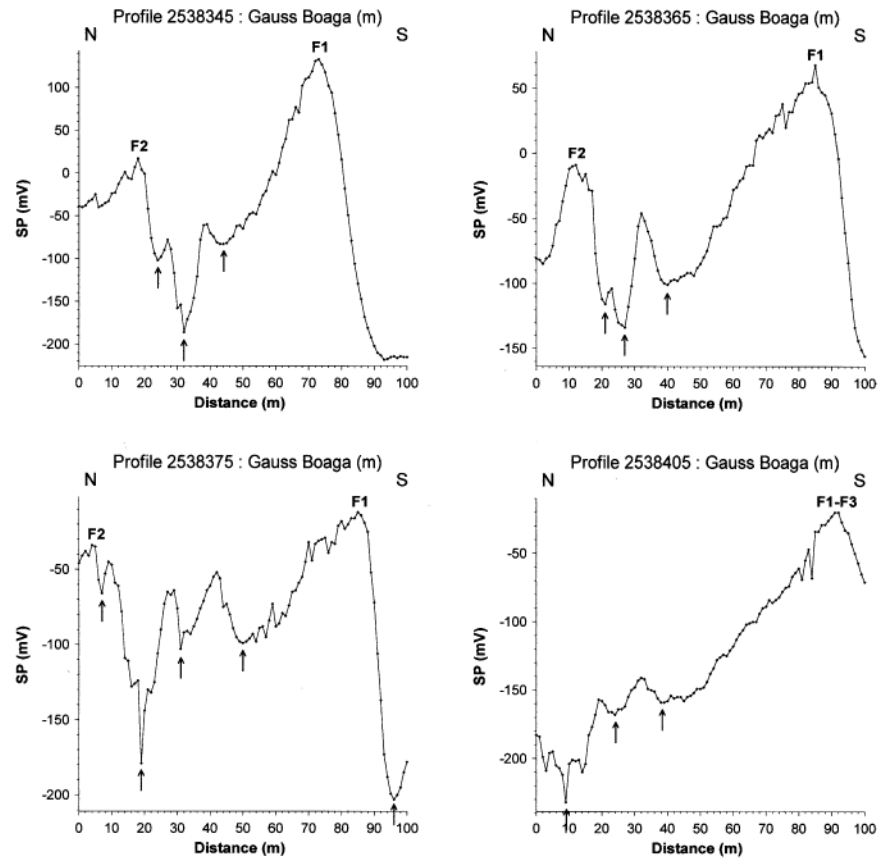 Profile 2538345 : Gauss Boaga (m)
N S
F1
F2
100
50
0
-50
-100
-150
-200
SP (mV)
0 10 20 30 40 50 60 70 80 90 100
Distance (m)
Profile 2538365 : Gauss Boaga (m)
N S
F1
F2
50
0
-50
-100
-150
SP (mV)
0 10 20 30 40 50 60 70 80 90 100
Distance (m)
Profile 2538375 : Gauss Boaga (m)
N S
F2 F1
-50
-100
-150
-200
SP (mV)
0 10 20 30 40 50 60 70 80 90 100
Distance (m)
Profile 2538405 : Gauss Boaga (m)
N S
F1-F3
-50
-100
-150
-200
SP (mV)
0 10 20 30 40 50 60 70 80 90 100
Distance (m)